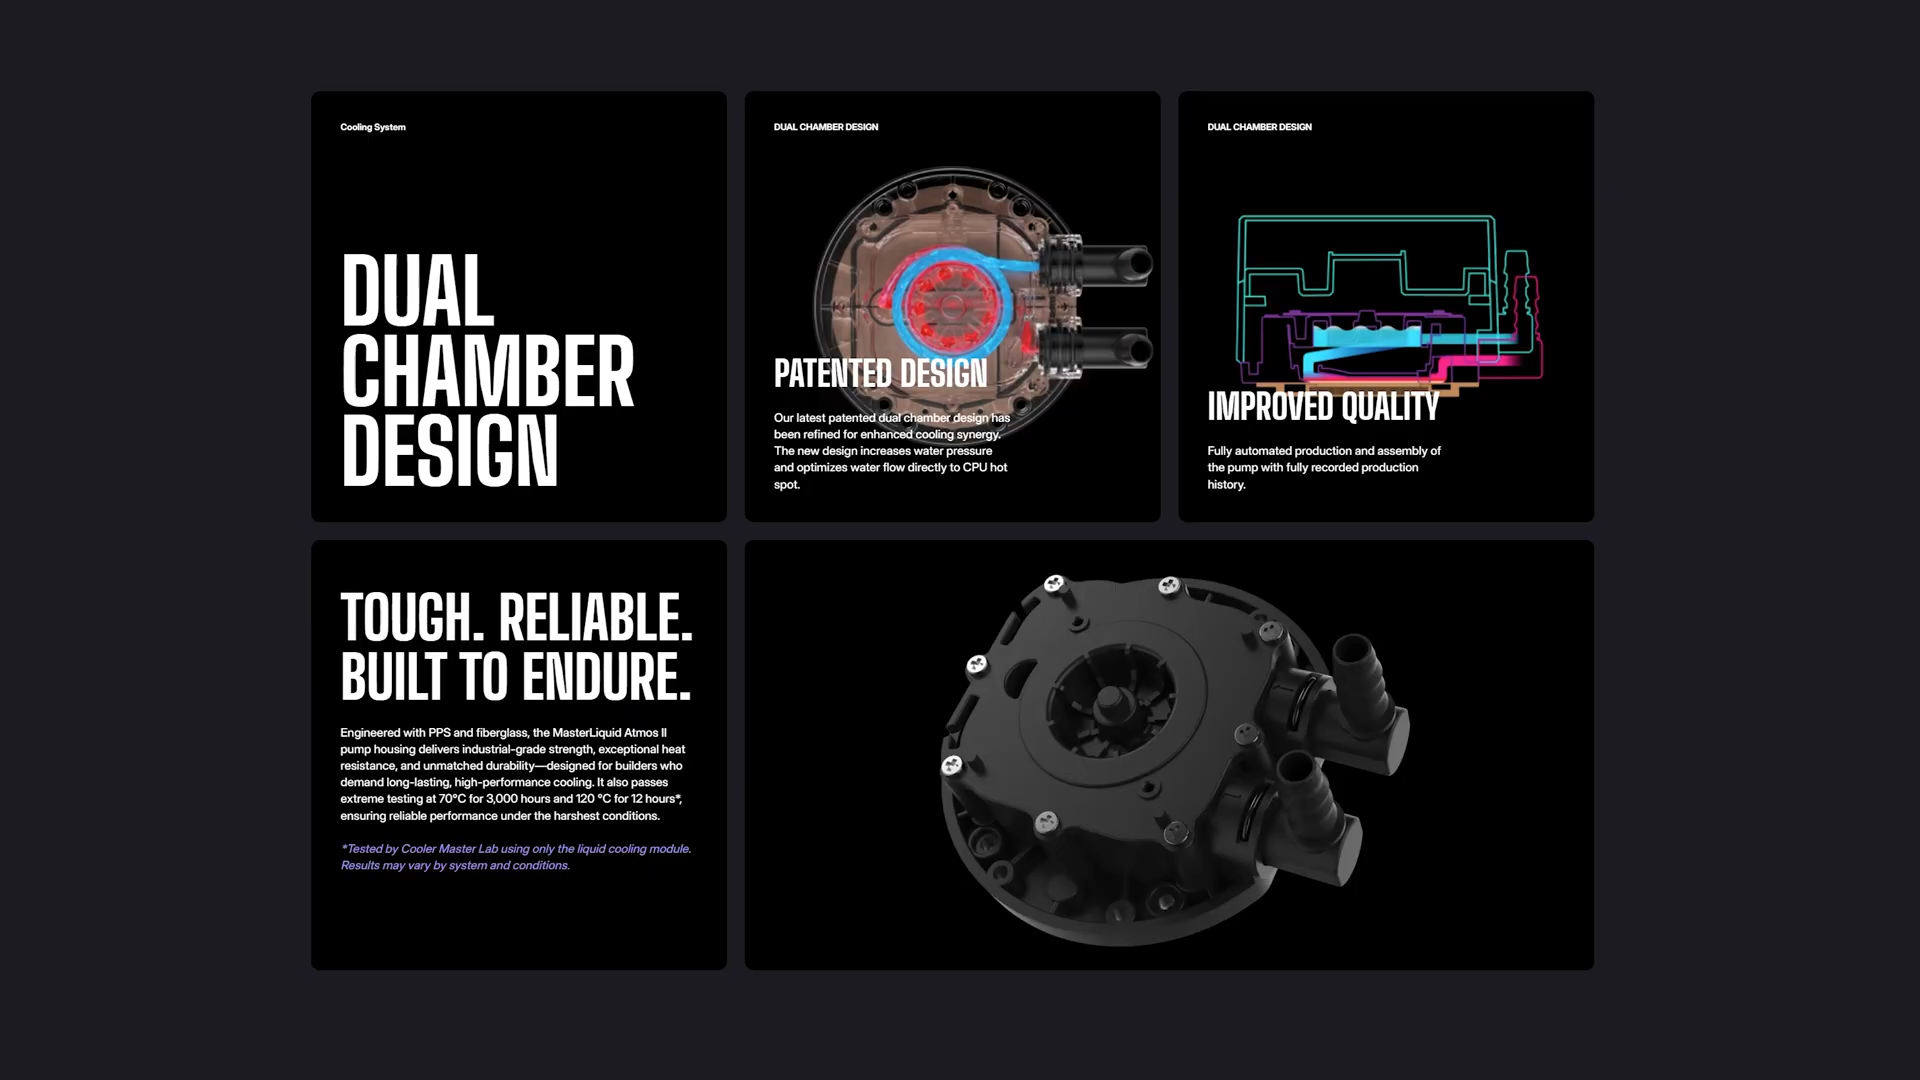 Cooling System
DUAL
CHAMBER
DESIGN
DUAL CHAMBER DESIGN
PATENTED DESIGN
Our latest patented dual chamber design has
been refined for enhanced cooling synergy.
The new design increases water pressure
and optimizes water flow directly to CPU hot
spot.
DUAL CHAMBER DESIGN
IMPROVED QUALITY
Fully automated production and assembly of
the pump with fully recorded production
history.
TOUGH. RELIABLE.
BUILT TO ENDURE.
Engineered with PPS and fiberglass, the MasterLiquid Atmos II
pump housing delivers industrial-grade strength, exceptional heat
resistance, and unmatched durability—designed for builders who
demand long-lasting, high-performance cooling. It also passes
extreme testing at 70°C for 3,000 hours and 120 °C for 12 hours*,
ensuring reliable performance under the harshest conditions.
*Tested by Cooler Master Lab using only the liquid cooling module.
Results may vary by system and conditions.